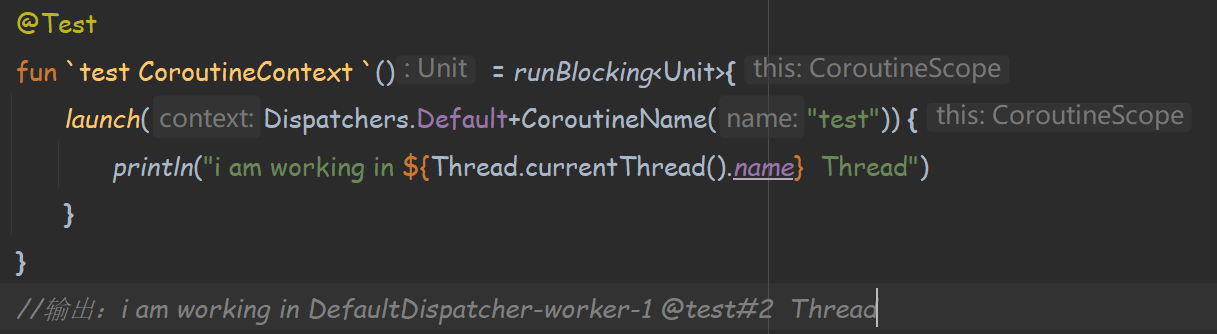 @Test
fun `test CoroutineContext `() : Unit = runBlocking<Unit>{ this: CoroutineScope
launch( context: Dispatchers.Default+CoroutineName( name: "test")) { this: CoroutineScope
println("i am working in ${Thread.currentThread().name}  Thread")
}
}
//输出：i am working in DefaultDispatcher-worker-1 @test#2  Thread